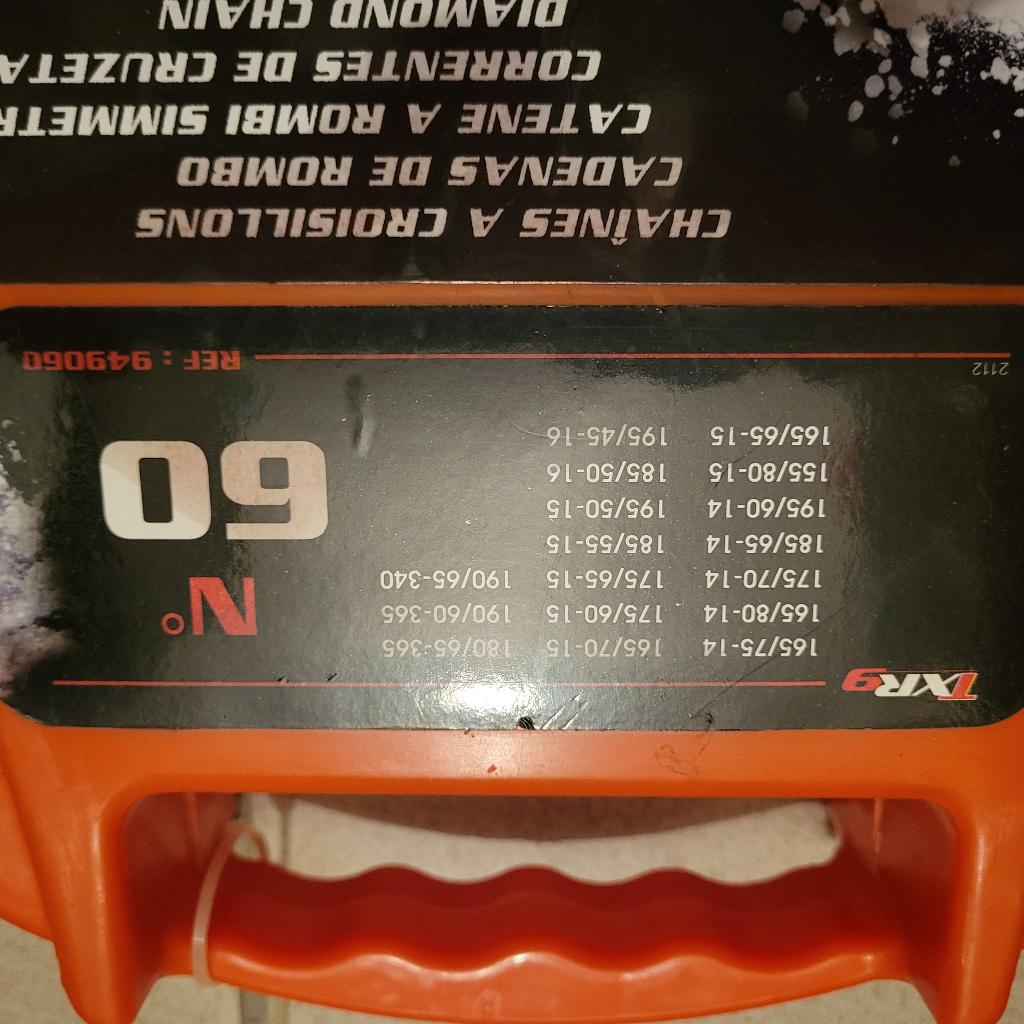 TXR9
165/75-14 165/70-15 180/65-365
165/80-14 175/60-15 190/60-365
175/70-14 175/65-15 190/65-340
185/65-14 185/55-15
195/60-14 195/50-15
155/80-15 185/50-16
165/65-15 195/45-16
N°
60
2112 REF : 949060
CHAÎNES A CROISILLONS
CADENAS DE ROMBO
CATENE A ROMBI SIMMETR
CORRENTES DE CRUZETA
DIAMOND CHAIN